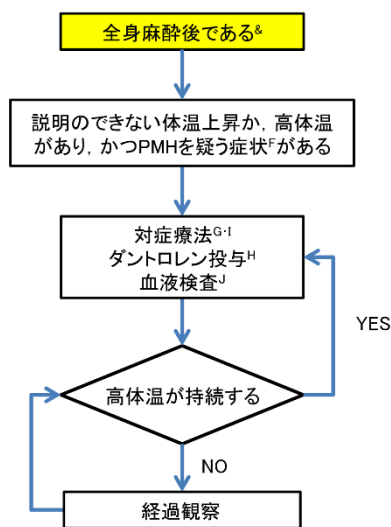 全身麻酔後である&
説明のできない体温上昇か，高体温
があり，かつPMHを疑う症状Fがある
対症療法G･I
ダントロレン投与H
血液検査J
YES
高体温が持続する
NO
経過観察